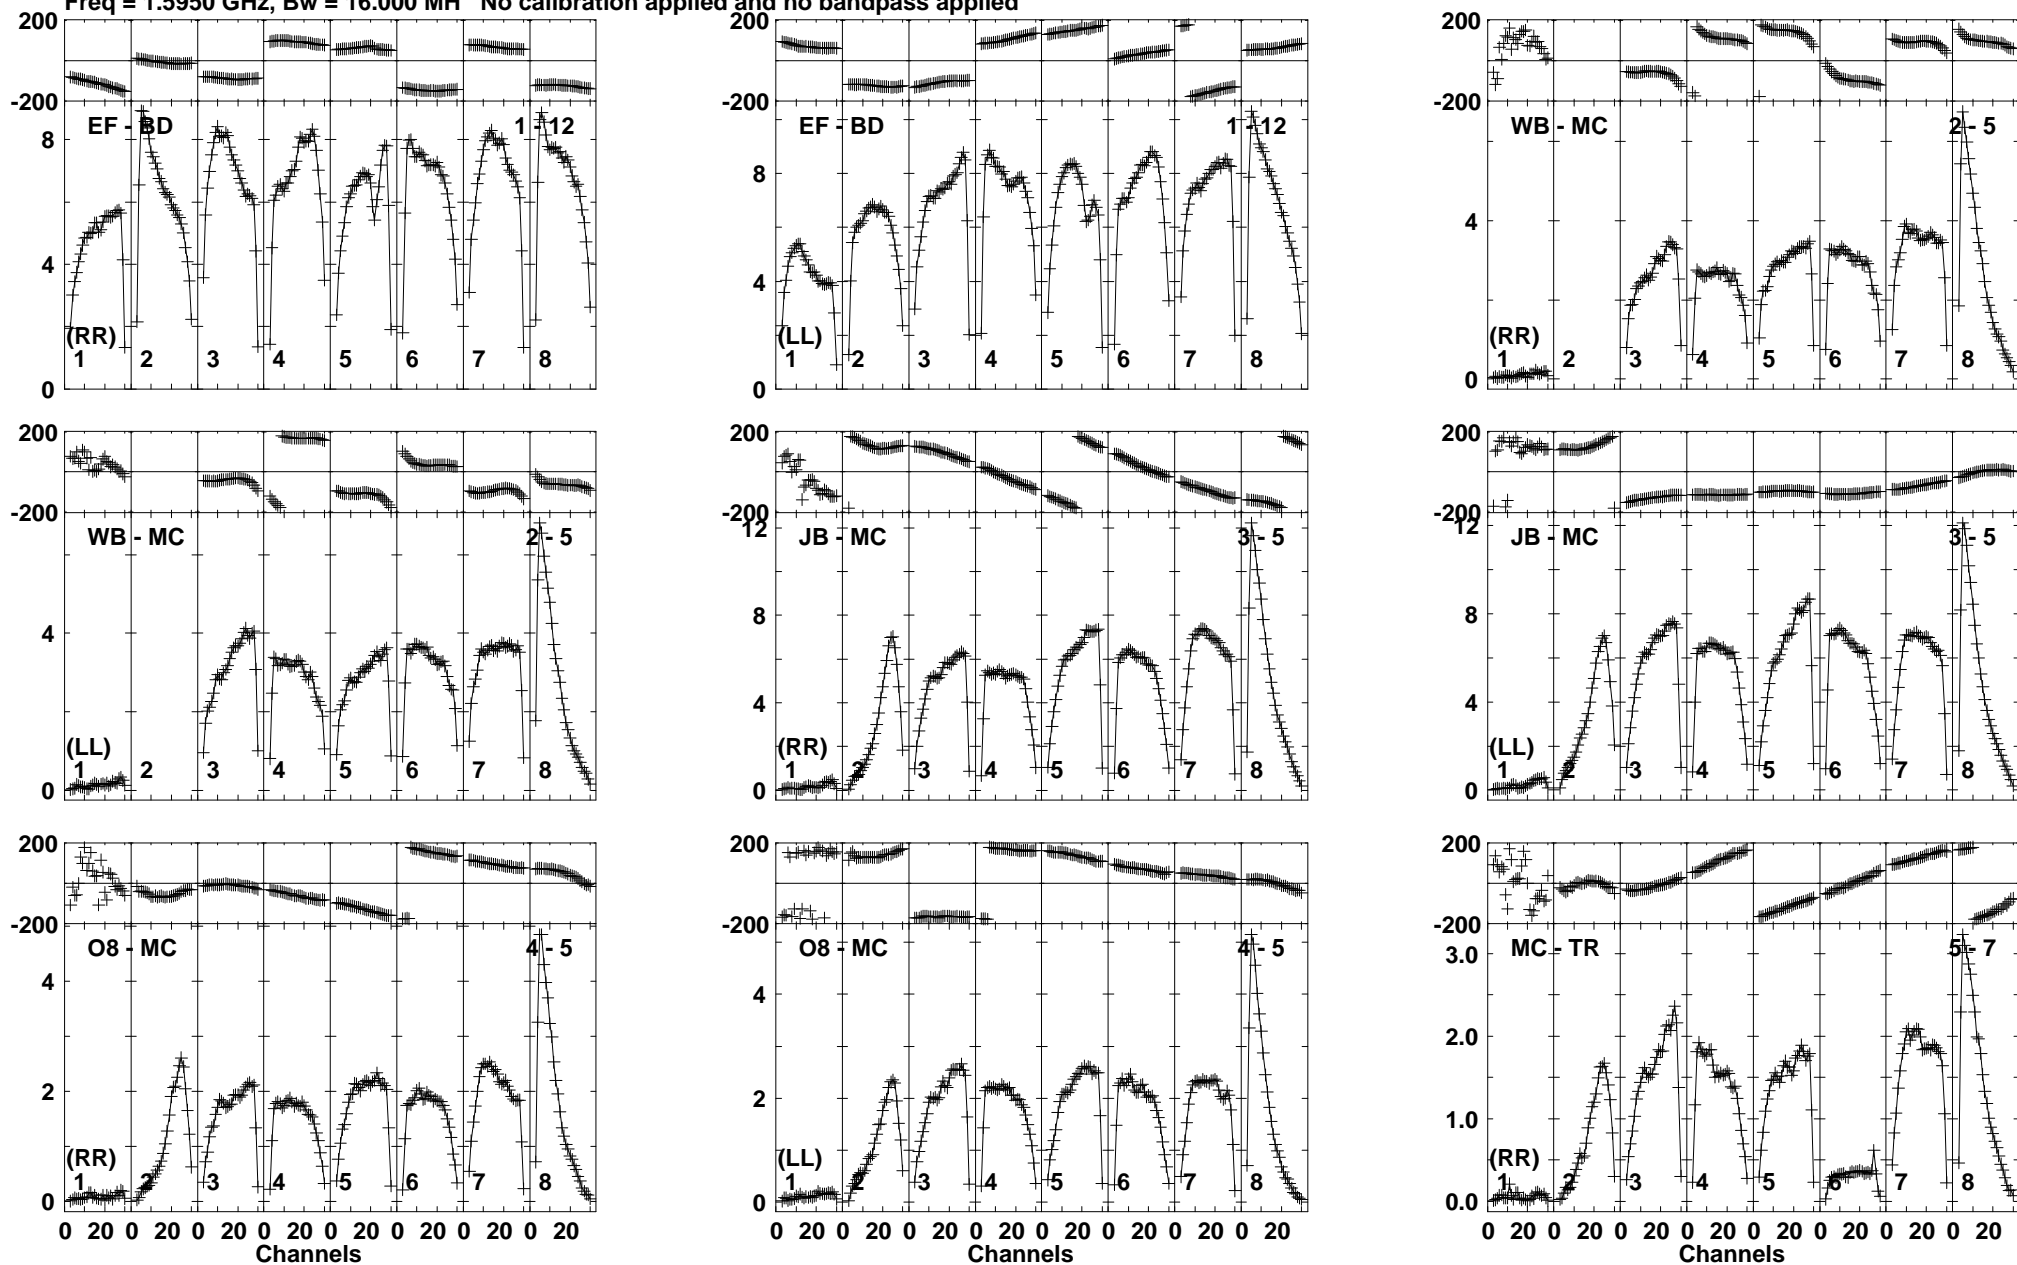 Freq = 1.5950 GHz, Bw = 16.000 MH No calibration applied and no bandpass applied
200 200 200
-200 -200 -200
EF - BD 1 - 12 EF - BD 1 - 12 WB - MC 2 - 5
8 8
4 4 4
(RR) (LL) (RR)
1 2 3 4 5 6 7 8 1 2 3 4 5 6 7 8 1 2 3 4 5 6 7 8
0 0 0
200 200 200
-200 -200 -200
12 12
WB - MC 2 - 5 JB - MC 3 - 5 JB - MC 3 - 5
8 8
4 4 4
(LL) (RR) (LL)
1 2 3 4 5 6 7 8 1 2 3 4 5 6 7 8 1 2 3 4 5 6 7 8
0 0 0
200 200 200
-200 -200 -200
O8 - MC 4 - 5 O8 - MC 4 - 5 MC - TR 5 - 7
3.0
4 4
2.0
2 2
1.0
(RR) (LL) (RR)
1 2 3 4 5 6 7 8 1 2 3 4 5 6 7 8 1 2 3 4 5 6 7 8
0 0 0.0
0 20 0 20 0 20 0 20 0 20 0 20 0 20 0 20 0 20 0 20 0 20 0 20 0 20 0 20 0 20 0 20 0 20 0 20 0 20 0 20 0 20 0 20 0 20 0 20
Channels Channels Channels